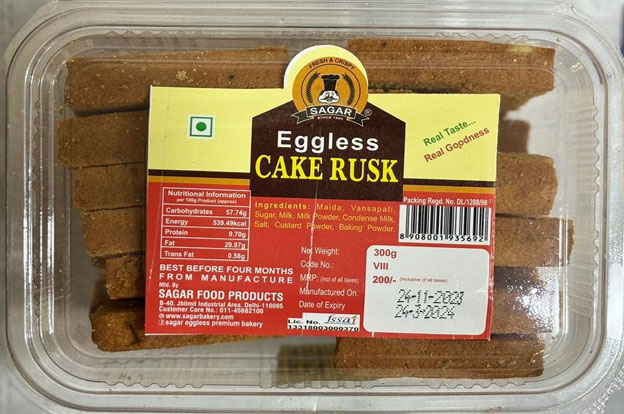 FRESH & CRISPY
SAGAR
SINCE 1980
®
Eggless
CAKE RUSK
Real Taste...
Real Goodness
Nutritional Information
per 100g Product (approx)
Carbohydrates 57.74g
Energy 539.49kcal
Protein 9.70g
Fat 29.97g
Trans Fat 0.58g
BEST BEFORE FOUR MONTHS
FROM MANUFACTURE
Mfd. By
SAGAR FOOD PRODUCTS
B-40, Jhilmil Industrial Area, Delhi-110095
Customer Care No.: 011-45682106
www.sagarbakery.com
sagar eggless premium bakery
Ingredients: Maida, Vansapati,
Sugar, Milk, Milk Powder, Condense Milk,
Salt, Custard Powder, Baking Powder.
Packing Regd. No. DL/1288/98
8 908001 935692
Net Weight: 300g
Code No.: VIII
MRP: (incl of all taxes) 200/- (inclusive of all taxes)
Manufactured On. 24-11-2023
Date of Expiry 24-3-2024
fssai
Lic. No. 13318003000370